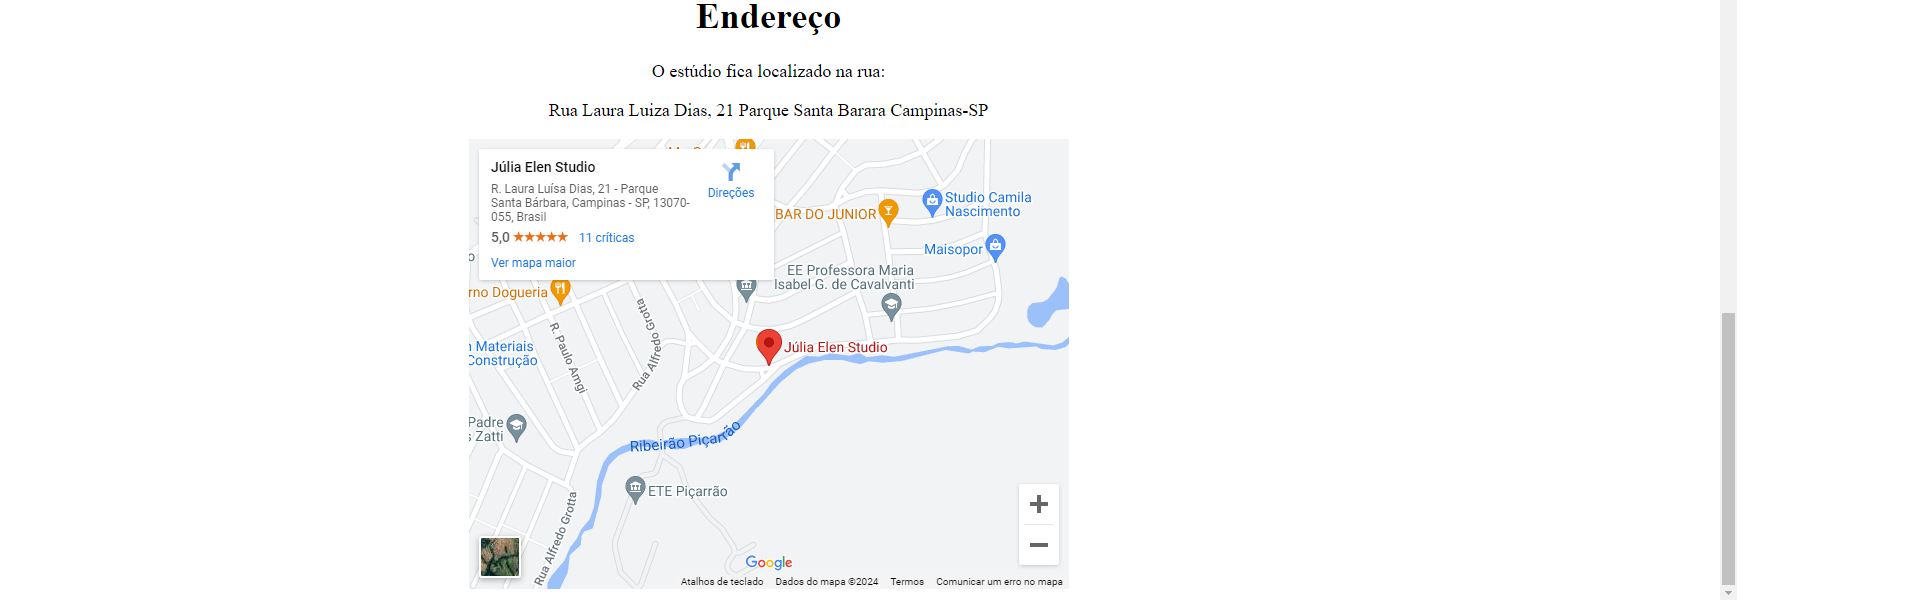 Endereço
O estúdio fica localizado na rua:
Rua Laura Luiza Dias, 21 Parque Santa Barara Campinas-SP
Júlia Elen Studio
R. Laura Luísa Dias, 21 - Parque
Santa Bárbara, Campinas - SP, 13070-
055, Brasil
5,0
11 críticas
Ver mapa maior
Direções
BAR DO JUNIOR
Studio Camila
Nascimento
Maisopor
EE Professora Maria
Isabel G. de Cavalvanti
rno Dogueria
R. Paulo Amgi
Rua Alfredo Grotta
Júlia Elen Studio
Materiais
Construção
Padre
s Zatti
Ribeirão Piçarrão
ETE Piçarrão
Rua Alfredo Grotta
Google
Atalhos de teclado
Dados do mapa ©2024
Termos
Comunicar um erro no mapa